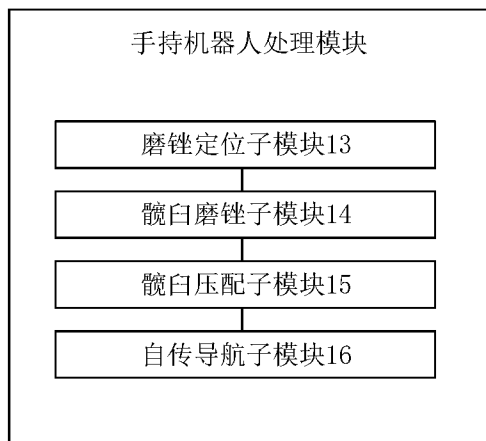 手持机器人处理模块
磨锉定位子模块13
髋臼磨锉子模块14
髋臼压配子模块15
自传导航子模块16